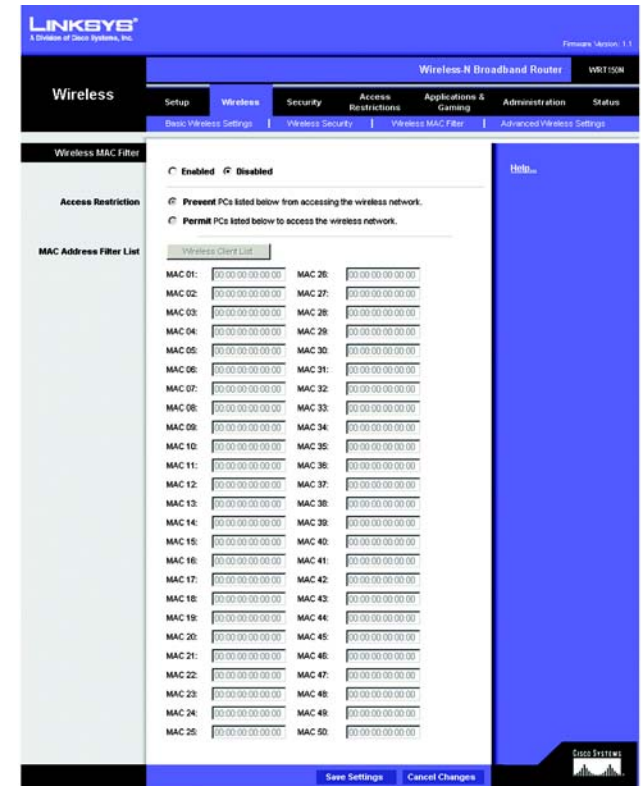 LINKSYS®
A Division of Cisco Systems, Inc.
Firmware Version: 1.1
Wireless-N Broadband Router WRT150N
Wireless
Setup Wireless Security Access Restrictions Applications & Gaming Administration Status
Basic Wireless Settings | Wireless Security | Wireless MAC Filter | Advanced Wireless Settings
Wireless MAC Filter
Enabled Disabled
Help...
Access Restriction
Prevent PCs listed below from accessing the wireless network.
Permit PCs listed below to access the wireless network.
MAC Address Filter List
Wireless Client List
MAC 01: 00:00:00:00:00:00 MAC 26: 00:00:00:00:00:00
MAC 02: 00:00:00:00:00:00 MAC 27: 00:00:00:00:00:00
MAC 03: 00:00:00:00:00:00 MAC 28: 00:00:00:00:00:00
MAC 04: 00:00:00:00:00:00 MAC 29: 00:00:00:00:00:00
MAC 05: 00:00:00:00:00:00 MAC 30: 00:00:00:00:00:00
MAC 06: 00:00:00:00:00:00 MAC 31: 00:00:00:00:00:00
MAC 07: 00:00:00:00:00:00 MAC 32: 00:00:00:00:00:00
MAC 08: 00:00:00:00:00:00 MAC 33: 00:00:00:00:00:00
MAC 09: 00:00:00:00:00:00 MAC 34: 00:00:00:00:00:00
MAC 10: 00:00:00:00:00:00 MAC 35: 00:00:00:00:00:00
MAC 11: 00:00:00:00:00:00 MAC 36: 00:00:00:00:00:00
MAC 12: 00:00:00:00:00:00 MAC 37: 00:00:00:00:00:00
MAC 13: 00:00:00:00:00:00 MAC 38: 00:00:00:00:00:00
MAC 14: 00:00:00:00:00:00 MAC 39: 00:00:00:00:00:00
MAC 15: 00:00:00:00:00:00 MAC 40: 00:00:00:00:00:00
MAC 16: 00:00:00:00:00:00 MAC 41: 00:00:00:00:00:00
MAC 17: 00:00:00:00:00:00 MAC 42: 00:00:00:00:00:00
MAC 18: 00:00:00:00:00:00 MAC 43: 00:00:00:00:00:00
MAC 19: 00:00:00:00:00:00 MAC 44: 00:00:00:00:00:00
MAC 20: 00:00:00:00:00:00 MAC 45: 00:00:00:00:00:00
MAC 21: 00:00:00:00:00:00 MAC 46: 00:00:00:00:00:00
MAC 22: 00:00:00:00:00:00 MAC 47: 00:00:00:00:00:00
MAC 23: 00:00:00:00:00:00 MAC 48: 00:00:00:00:00:00
MAC 24: 00:00:00:00:00:00 MAC 49: 00:00:00:00:00:00
MAC 25: 00:00:00:00:00:00 MAC 50: 00:00:00:00:00:00
Save Settings Cancel Changes
CISCO SYSTEMS